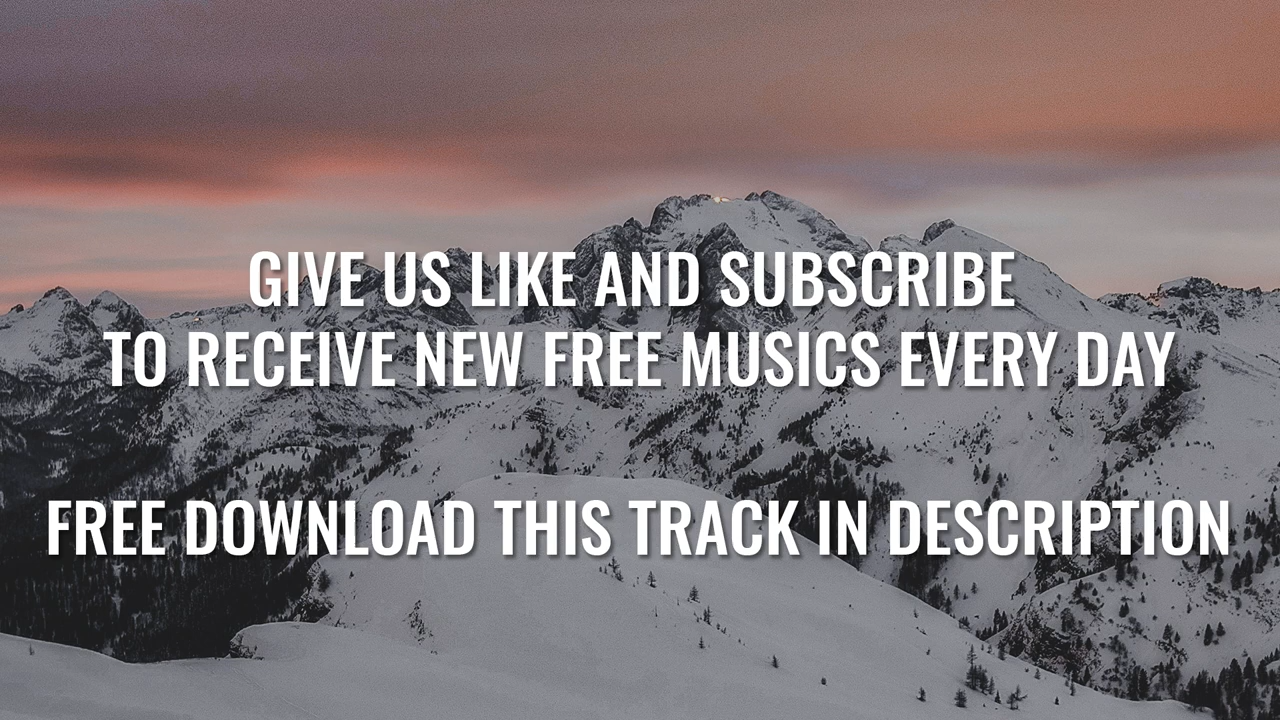 GIVE US LIKE AND SUBSCRIBE
TO RECEIVE NEW FREE MUSICS EVERY DAY
FREE DOWNLOAD THIS TRACK IN DESCRIPTION